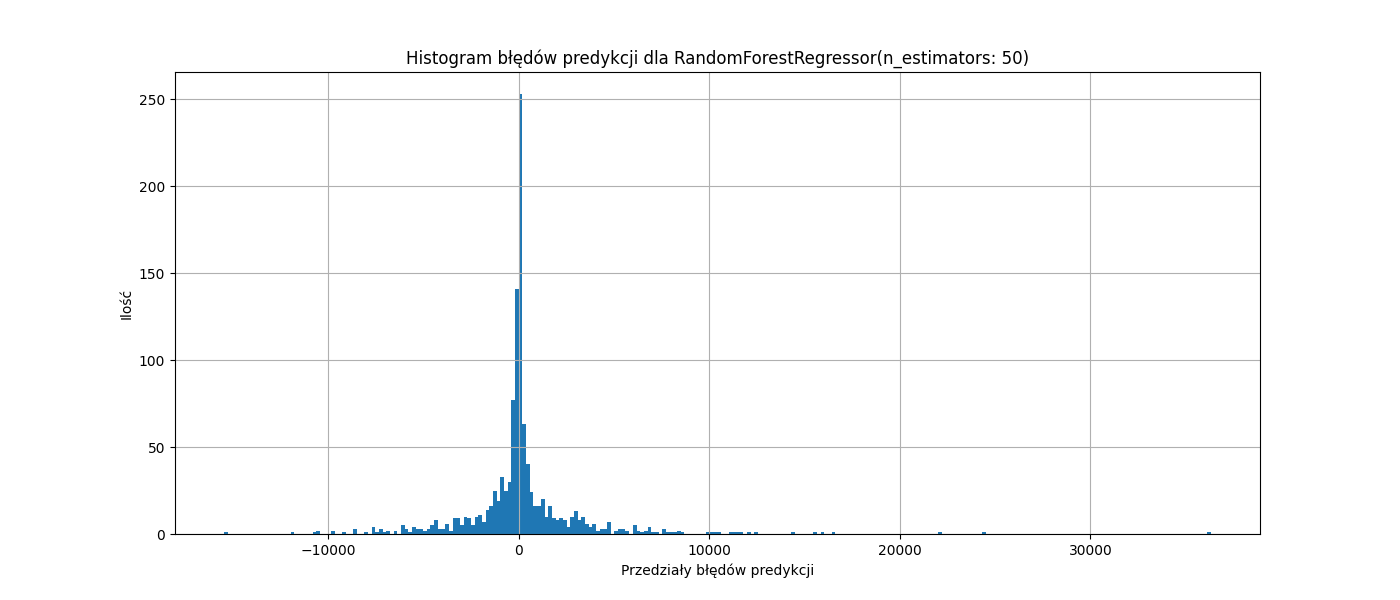 Histogram błędów predykcji dla RandomForestRegressor(n_estimators: 50)
250
200
150
100
50
0
Ilość
−10000 0 10000 20000 30000
Przedziały błędów predykcji